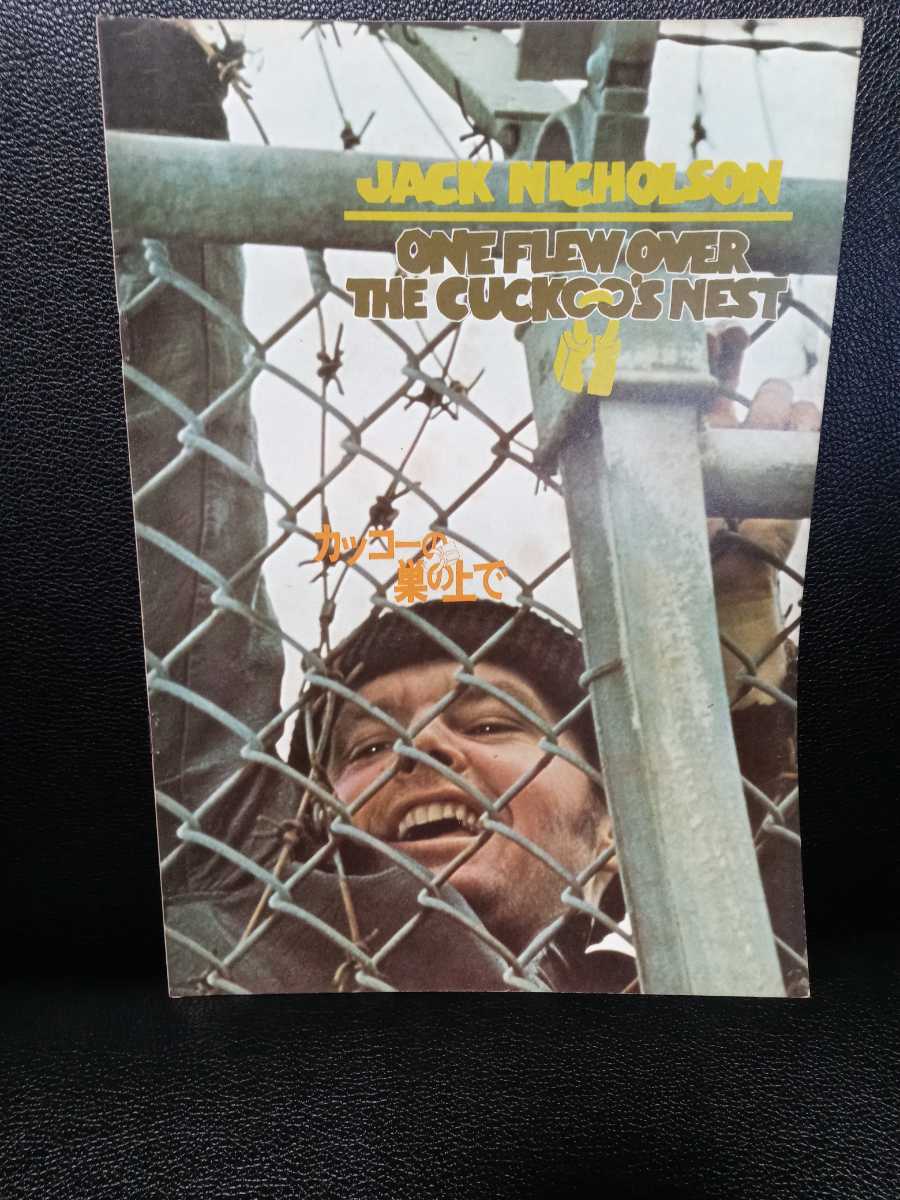 JACK NICHOLSON
ONE FLEW OVER
THE CUCKOO'S NEST
カッコーの
巣の上で